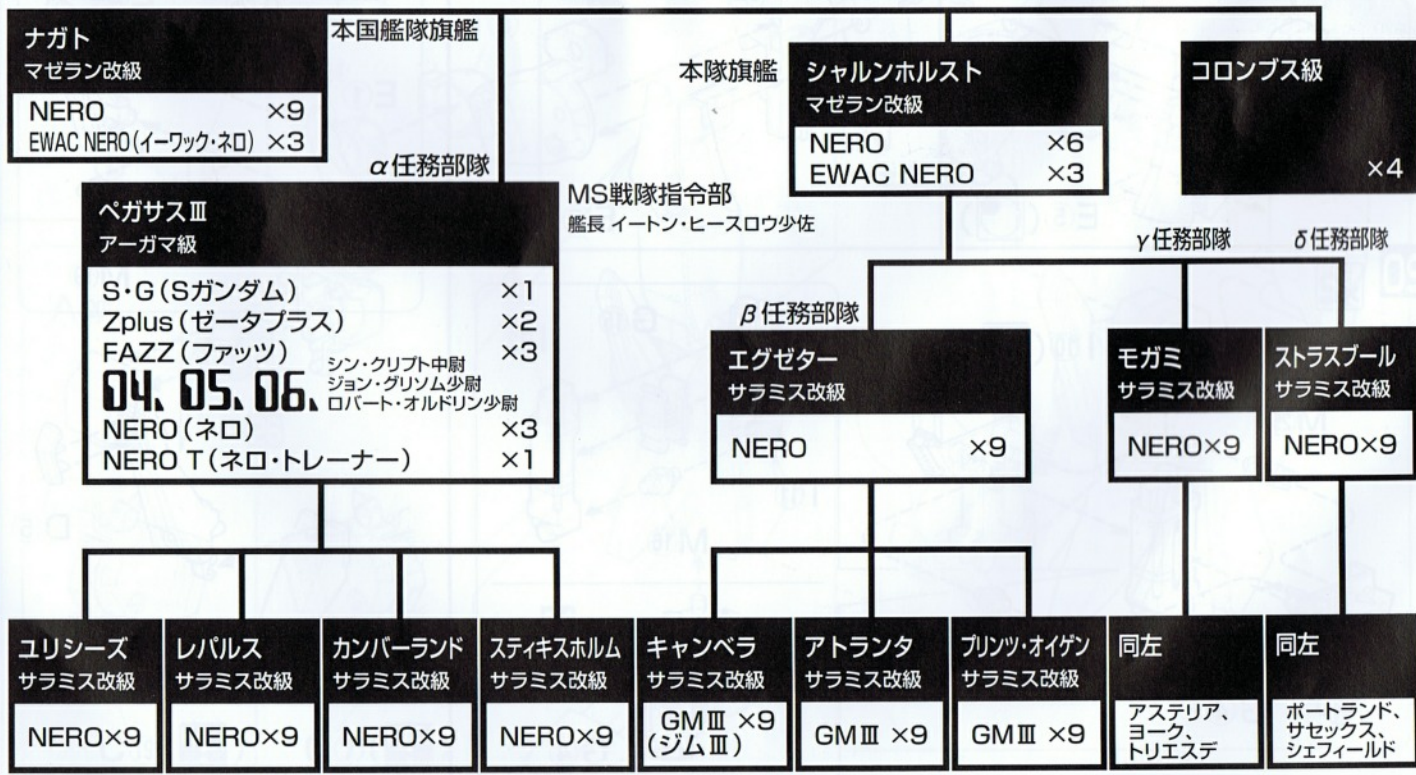 ナガト
マゼラン改級
NERO ×9
EWAC NERO(イーワック・ネロ) ×3
本国艦隊旗艦
本隊旗艦
シャルンホルスト
マゼラン改級
NERO ×6
EWAC NERO ×3
コロンブス級
×4
α任務部隊
ペガサスⅢ
アーガマ級
S・G(Sガンダム) ×1
Zplus(ゼータプラス) ×2
FAZZ(ファッツ) ×3
04、05、06、
シン・クリプト中尉
ジョン・グリソム少尉
ロバート・オルドリン少尉
NERO(ネロ) ×3
NERO T(ネロ・トレーナー) ×1
MS戦隊指令部
艦長 イートン・ヒースロウ少佐
β任務部隊
エグゼター
サラミス改級
NERO ×9
γ任務部隊
モガミ
サラミス改級
NERO×9
δ任務部隊
ストラスブール
サラミス改級
NERO×9
ユリシーズ
サラミス改級
NERO×9
レパルス
サラミス改級
NERO×9
カンバーランド
サラミス改級
NERO×9
スティキスホルム
サラミス改級
NERO×9
キャンベラ
サラミス改級
GMⅢ ×9
(ジムⅢ)
アトランタ
サラミス改級
GMⅢ ×9
プリンツ・オイゲン
サラミス改級
GMⅢ ×9
同左
アステリア、
ヨーク、
トリエステ
同左
ポートランド、
サセックス、
シェフィールド